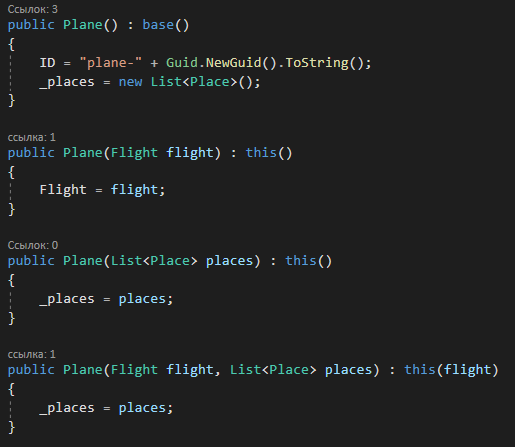 Ссылок: 3
public Plane() : base()
{
ID = "plane-" + Guid.NewGuid().ToString();
_places = new List<Place>();
}
ссылка: 1
public Plane(Flight flight) : this()
{
Flight = flight;
}
Ссылок: 0
public Plane(List<Place> places) : this()
{
_places = places;
}
ссылка: 1
public Plane(Flight flight, List<Place> places) : this(flight)
{
_places = places;
}